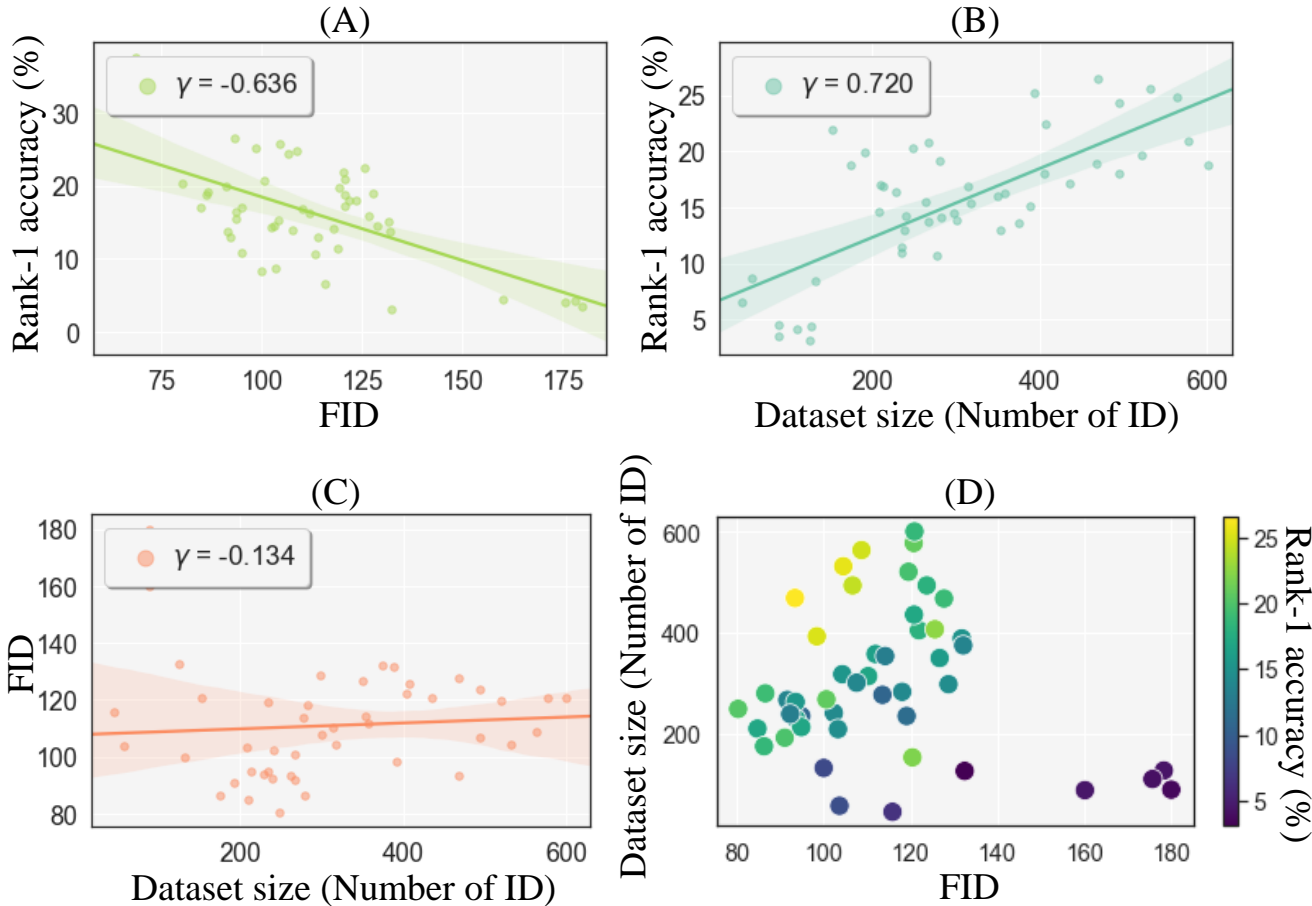 (A)
Rank-1 accuracy (%)
γ = -0.636
30
20
10
0
75
100
125
150
175
FID
(B)
Rank-1 accuracy (%)
γ = 0.720
25
20
15
10
5
200
400
600
Dataset size (Number of ID)
(C)
FID
γ = -0.134
180
160
140
120
100
80
200
400
600
Dataset size (Number of ID)
(D)
Dataset size (Number of ID)
600
400
200
80
100
120
140
160
180
FID
25
20
15
10
5
Rank-1 accuracy (%)